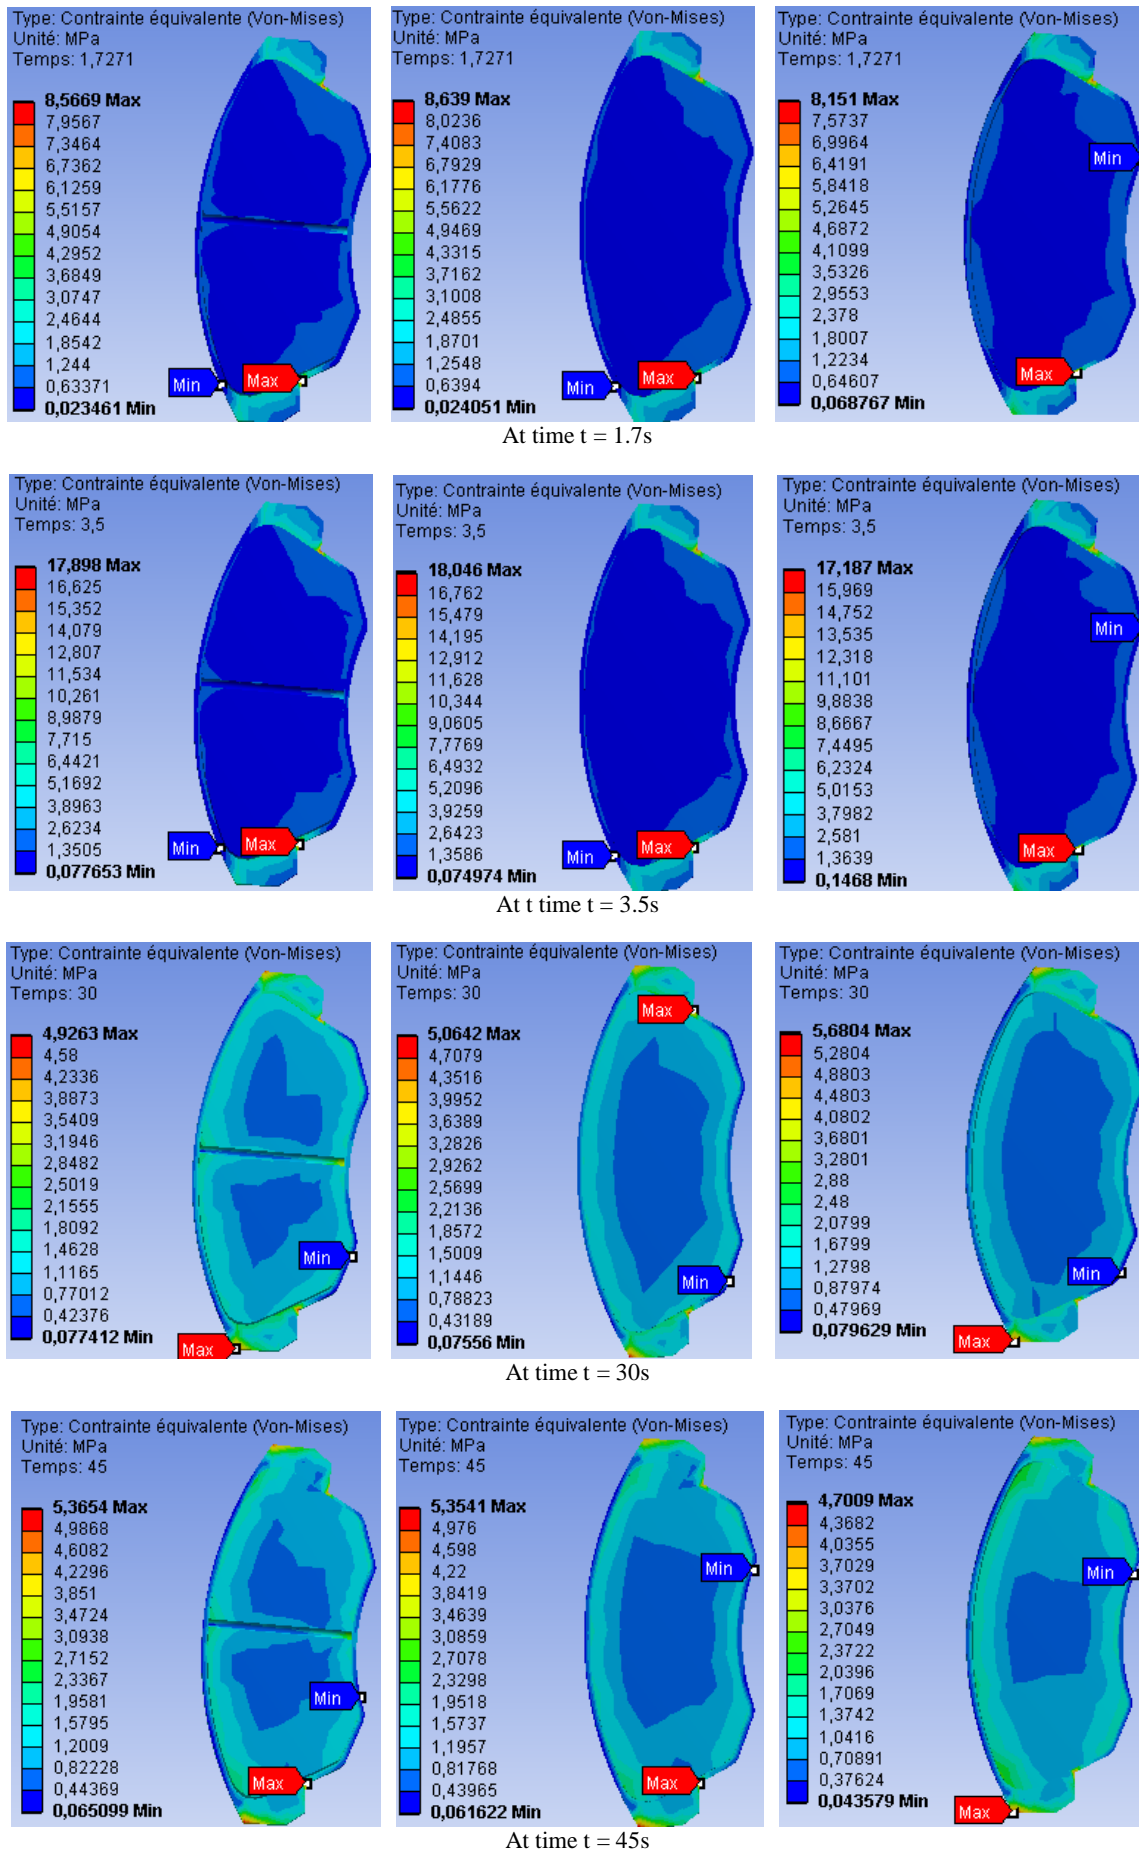 Type: Contrainte équivalente (Von-Mises)
Unité: MPa
Temps: 1,7271
8,5669 Max
7,9567
7,3464
6,7362
6,1259
5,5157
4,9054
4,2952
3,6849
3,0747
2,4644
1,8542
1,244
0,63371
0,023461 Min
Min
Max
Type: Contrainte équivalente (Von-Mises)
Unité: MPa
Temps: 1,7271
8,639 Max
8,0236
7,4083
6,7929
6,1776
5,5622
4,9469
4,3315
3,7162
3,1008
2,4855
1,8701
1,2548
0,6394
0,024051 Min
Min
Max
Type: Contrainte équivalente (Von-Mises)
Unité: MPa
Temps: 1,7271
8,151 Max
7,5737
6,9964
6,4191
5,8418
5,2645
4,6872
4,1099
3,5326
2,9553
2,378
1,8007
1,2234
0,64607
0,068767 Min
Min
Max
At time t = 1.7s
Type: Contrainte équivalente (Von-Mises)
Unité: MPa
Temps: 3,5
17,898 Max
16,625
15,352
14,079
12,807
11,534
10,261
8,9879
7,715
6,4421
5,1692
3,8963
2,6234
1,3505
0,077653 Min
Min
Max
Type: Contrainte équivalente (Von-Mises)
Unité: MPa
Temps: 3,5
18,046 Max
16,762
15,479
14,195
12,912
11,628
10,344
9,0605
7,7769
6,4932
5,2096
3,9259
2,6423
1,3586
0,074974 Min
Min
Max
Type: Contrainte équivalente (Von-Mises)
Unité: MPa
Temps: 3,5
17,187 Max
15,969
14,752
13,535
12,318
11,101
9,8838
8,6667
7,4495
6,2324
5,0153
3,7982
2,581
1,3639
0,1468 Min
Min
Max
At t time t = 3.5s
Type: Contrainte équivalente (Von-Mises)
Unité: MPa
Temps: 30
4,9263 Max
4,58
4,2336
3,8873
3,5409
3,1946
2,8482
2,5019
2,1555
1,8092
1,4628
1,1165
0,77012
0,42376
0,077412 Min
Min
Max
Type: Contrainte équivalente (Von-Mises)
Unité: MPa
Temps: 30
5,0642 Max
4,7079
4,3516
3,9952
3,6389
3,2826
2,9262
2,5699
2,2136
1,8572
1,5009
1,1446
0,78823
0,43189
0,07556 Min
Max
Min
Type: Contrainte équivalente (Von-Mises)
Unité: MPa
Temps: 30
5,6804 Max
5,2804
4,8803
4,4803
4,0802
3,6801
3,2801
2,88
2,48
2,0799
1,6799
1,2798
0,87974
0,47969
0,079629 Min
Min
Max
At time t = 30s
Type: Contrainte équivalente (Von-Mises)
Unité: MPa
Temps: 45
5,3654 Max
4,9868
4,6082
4,2296
3,851
3,4724
3,0938
2,7152
2,3367
1,9581
1,5795
1,2009
0,82228
0,44369
0,065099 Min
Min
Max
Type: Contrainte équivalente (Von-Mises)
Unité: MPa
Temps: 45
5,3541 Max
4,976
4,598
4,22
3,8419
3,4639
3,0859
2,7078
2,3298
1,9518
1,5737
1,1957
0,81768
0,43965
0,061622 Min
Min
Max
Type: Contrainte équivalente (Von-Mises)
Unité: MPa
Temps: 45
4,7009 Max
4,3682
4,0355
3,7029
3,3702
3,0376
2,7049
2,3722
2,0396
1,7069
1,3742
1,0416
0,70891
0,37624
0,043579 Min
Min
Max
At time t = 45s